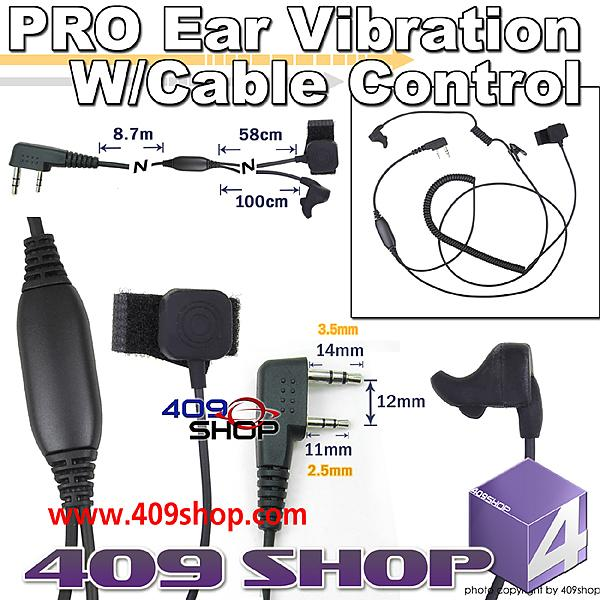 PRO Ear Vibration
W/Cable Control
8.7m
58cm
N
N
100cm
3.5mm
14mm
12mm
11mm
2.5mm
409
SHOP
www.409shop.com
409SHOP
4
409 SHOP
photo copyright by 409shop